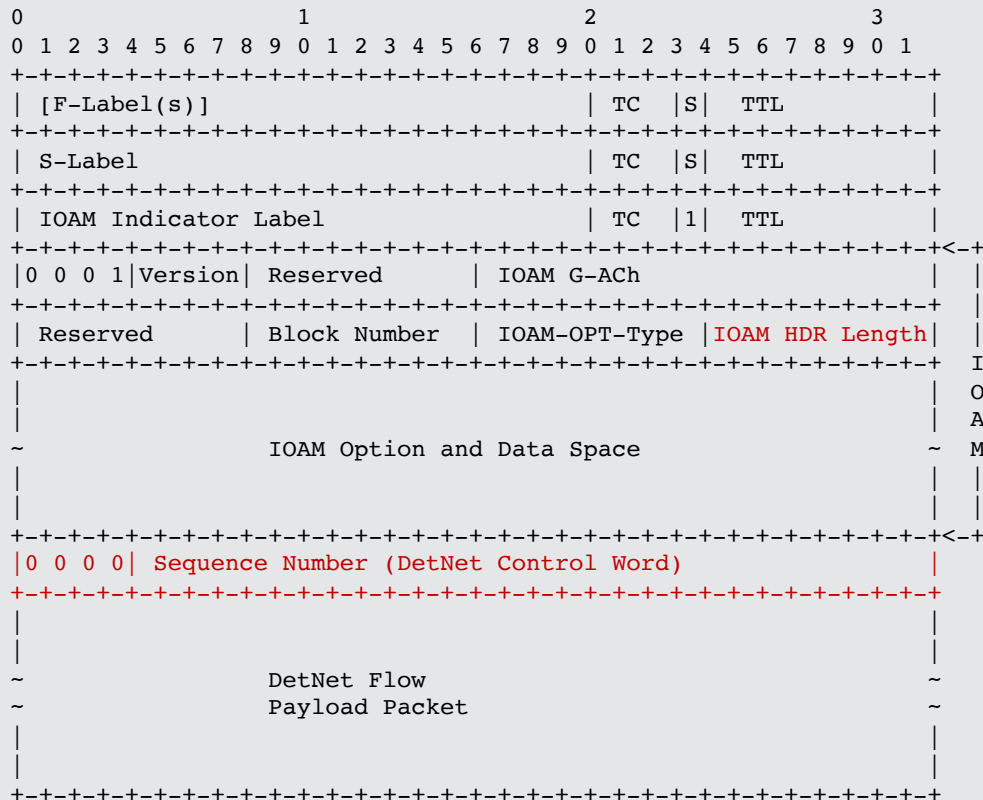 0                   1                   2                   3
0 1 2 3 4 5 6 7 8 9 0 1 2 3 4 5 6 7 8 9 0 1 2 3 4 5 6 7 8 9 0 1
+-+-+-+-+-+-+-+-+-+-+-+-+-+-+-+-+-+-+-+-+-+-+-+-+-+-+-+-+-+-+-+-+
| [F-Label(s)]                          | TC  |S|  TTL          |
+-+-+-+-+-+-+-+-+-+-+-+-+-+-+-+-+-+-+-+-+-+-+-+-+-+-+-+-+-+-+-+-+
| S-Label                               | TC  |S|  TTL          |
+-+-+-+-+-+-+-+-+-+-+-+-+-+-+-+-+-+-+-+-+-+-+-+-+-+-+-+-+-+-+-+-+
| IOAM Indicator Label                  | TC  |1|  TTL          |
+-+-+-+-+-+-+-+-+-+-+-+-+-+-+-+-+-+-+-+-+-+-+-+-+-+-+-+-+-+-+-+-+<-+
|0 0 0 1|Version| Reserved      | IOAM G-ACh                    |  |
+-+-+-+-+-+-+-+-+-+-+-+-+-+-+-+-+-+-+-+-+-+-+-+-+-+-+-+-+-+-+-+-+  |
| Reserved      | Block Number  | IOAM-OPT-Type |IOAM HDR Length|  |
+-+-+-+-+-+-+-+-+-+-+-+-+-+-+-+-+-+-+-+-+-+-+-+-+-+-+-+-+-+-+-+-+  I
|                                                               |  O
|                                                               |  A
~                 IOAM Option and Data Space                    ~  M
|                                                               |  |
|                                                               |  |
+-+-+-+-+-+-+-+-+-+-+-+-+-+-+-+-+-+-+-+-+-+-+-+-+-+-+-+-+-+-+-+-+<-+
|0 0 0 0| Sequence Number (DetNet Control Word)                 |
+-+-+-+-+-+-+-+-+-+-+-+-+-+-+-+-+-+-+-+-+-+-+-+-+-+-+-+-+-+-+-+-+
|                                                               |
|                                                               |
~                 DetNet Flow                                   ~
~                 Payload Packet                                ~
|                                                               |
|                                                               |
+-+-+-+-+-+-+-+-+-+-+-+-+-+-+-+-+-+-+-+-+-+-+-+-+-+-+-+-+-+-+-+-+